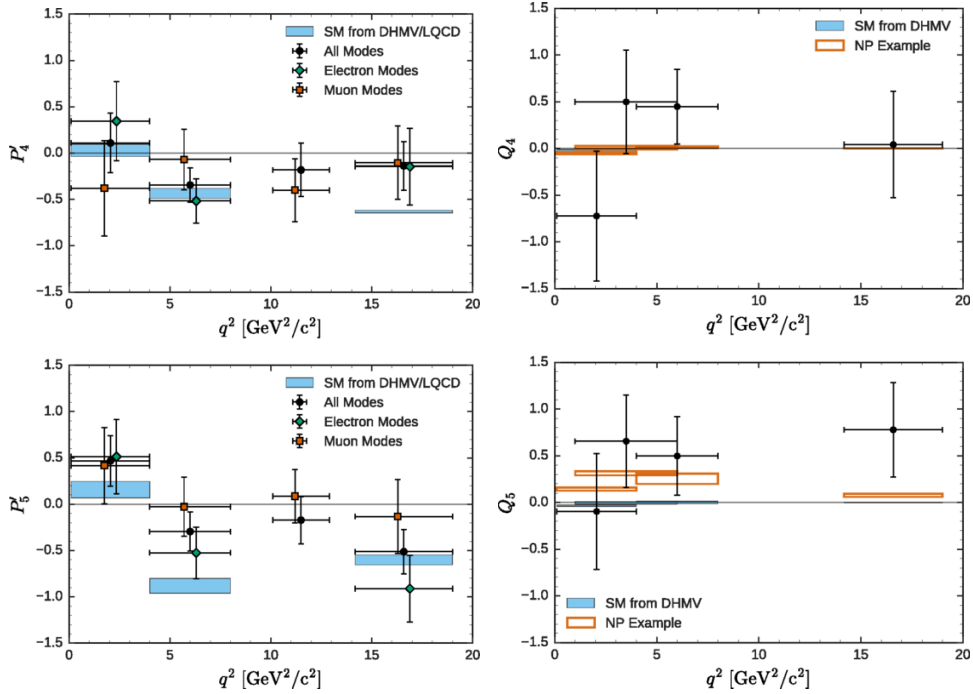 1.5
1.0
0.5
0.0
−0.5
−1.0
−1.5
P′4
SM from DHMV/LQCD
All Modes
Electron Modes
Muon Modes
0 5 10 15 20
q² [GeV²/c²]
1.5
1.0
0.5
0.0
−0.5
−1.0
−1.5
Q4
SM from DHMV
NP Example
0 5 10 15 20
q² [GeV²/c²]
1.5
1.0
0.5
0.0
−0.5
−1.0
−1.5
P′5
SM from DHMV/LQCD
All Modes
Electron Modes
Muon Modes
0 5 10 15 20
q² [GeV²/c²]
1.5
1.0
0.5
0.0
−0.5
−1.0
−1.5
Q5
SM from DHMV
NP Example
0 5 10 15 20
q² [GeV²/c²]